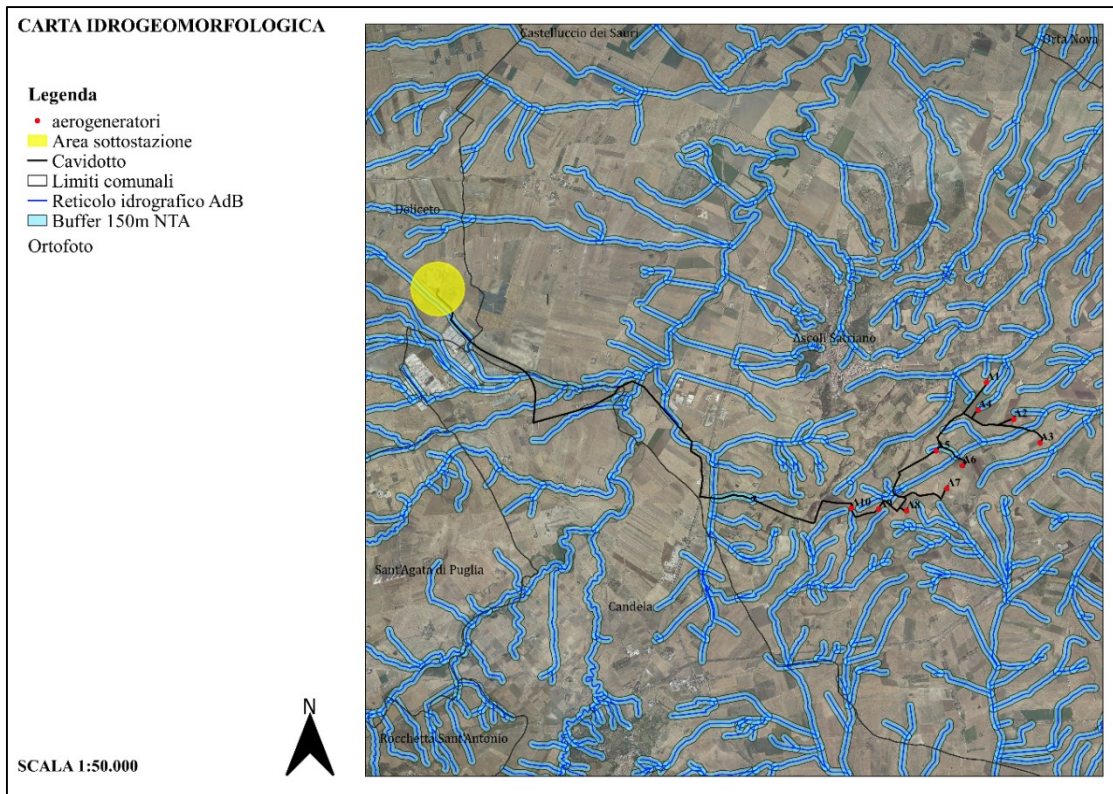 CARTA IDROGEOMORFOLOGICA
Legenda
aerogeneratori
Area sottostazione
Cavidotto
Limiti comunali
Reticolo idrografico AdB
Buffer 150m NTA
Ortofoto
N
SCALA 1:50.000
Castelluccio dei Sauri
Orta Nova
Deliceto
Ascoli Satriano
A1
A4
A2
A3
A5
A6
A7
A10
A9
A8
Sant'Agata di Puglia
Candela
Rocchetta Sant'Antonio